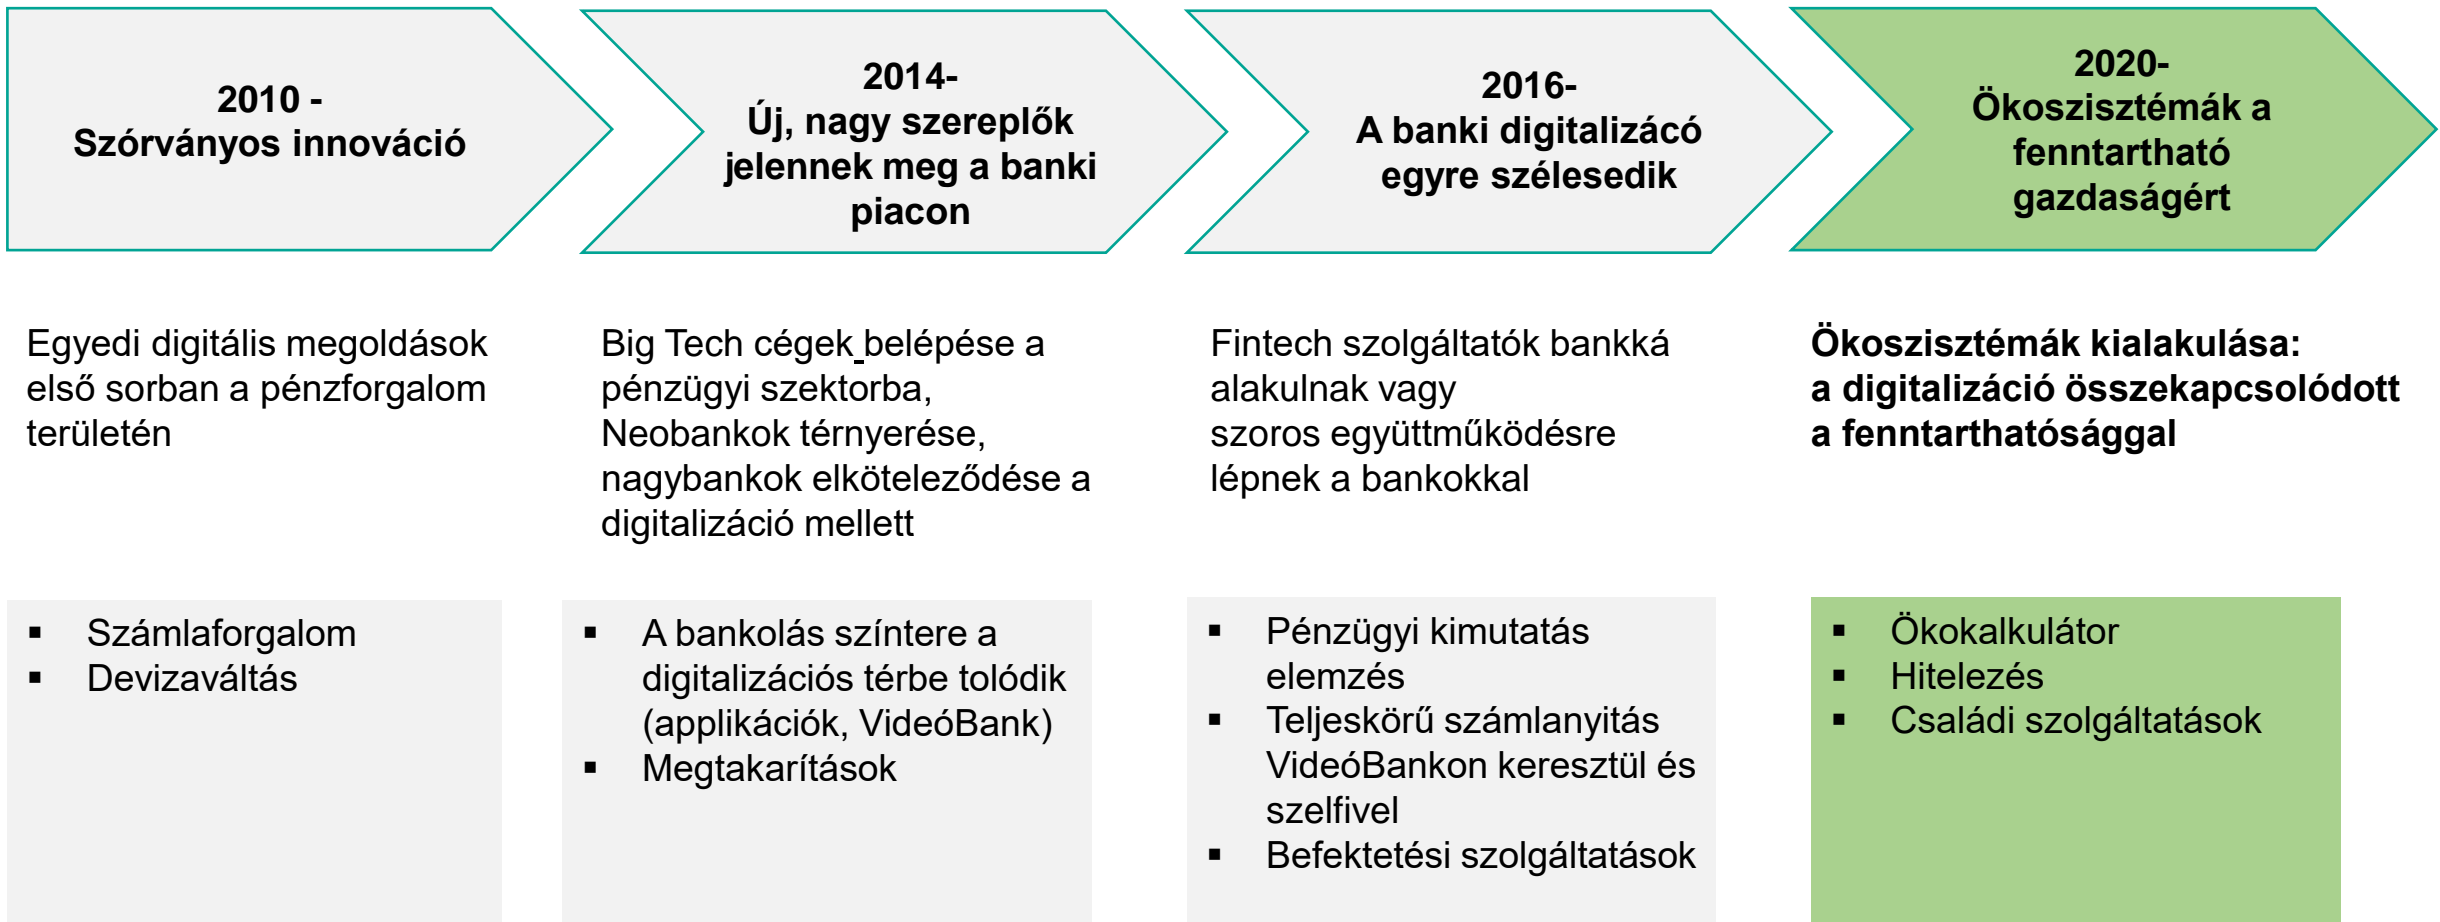 2010 -
Szórványos innováció
2014-
Új, nagy szereplők
jelennek meg a banki
piacon
2016-
A banki digitalizácó
egyre szélesedik
2020-
Ökoszisztémák a
fenntartható
gazdaságért
Egyedi digitális megoldások
első sorban a pénzforgalom
területén
Big Tech cégek belépése a
pénzügyi szektorba,
Neobankok térnyerése,
nagybankok elköteleződése a
digitalizáció mellett
Fintech szolgáltatók bankká
alakulnak vagy
szoros együttműködésre
lépnek a bankokkal
Ökoszisztémák kialakulása:
a digitalizáció összekapcsolódott
a fenntarthatósággal
▪ Számlaforgalom
▪ Devizaváltás
▪ A bankolás színtere a
digitalizációs térbe tolódik
(applikációk, VideóBank)
▪ Megtakarítások
▪ Pénzügyi kimutatás
elemzés
▪ Teljeskörű számlanyitás
VideóBankon keresztül és
szelfivel
▪ Befektetési szolgáltatások
▪ Ökokalkulátor
▪ Hitelezés
▪ Családi szolgáltatások